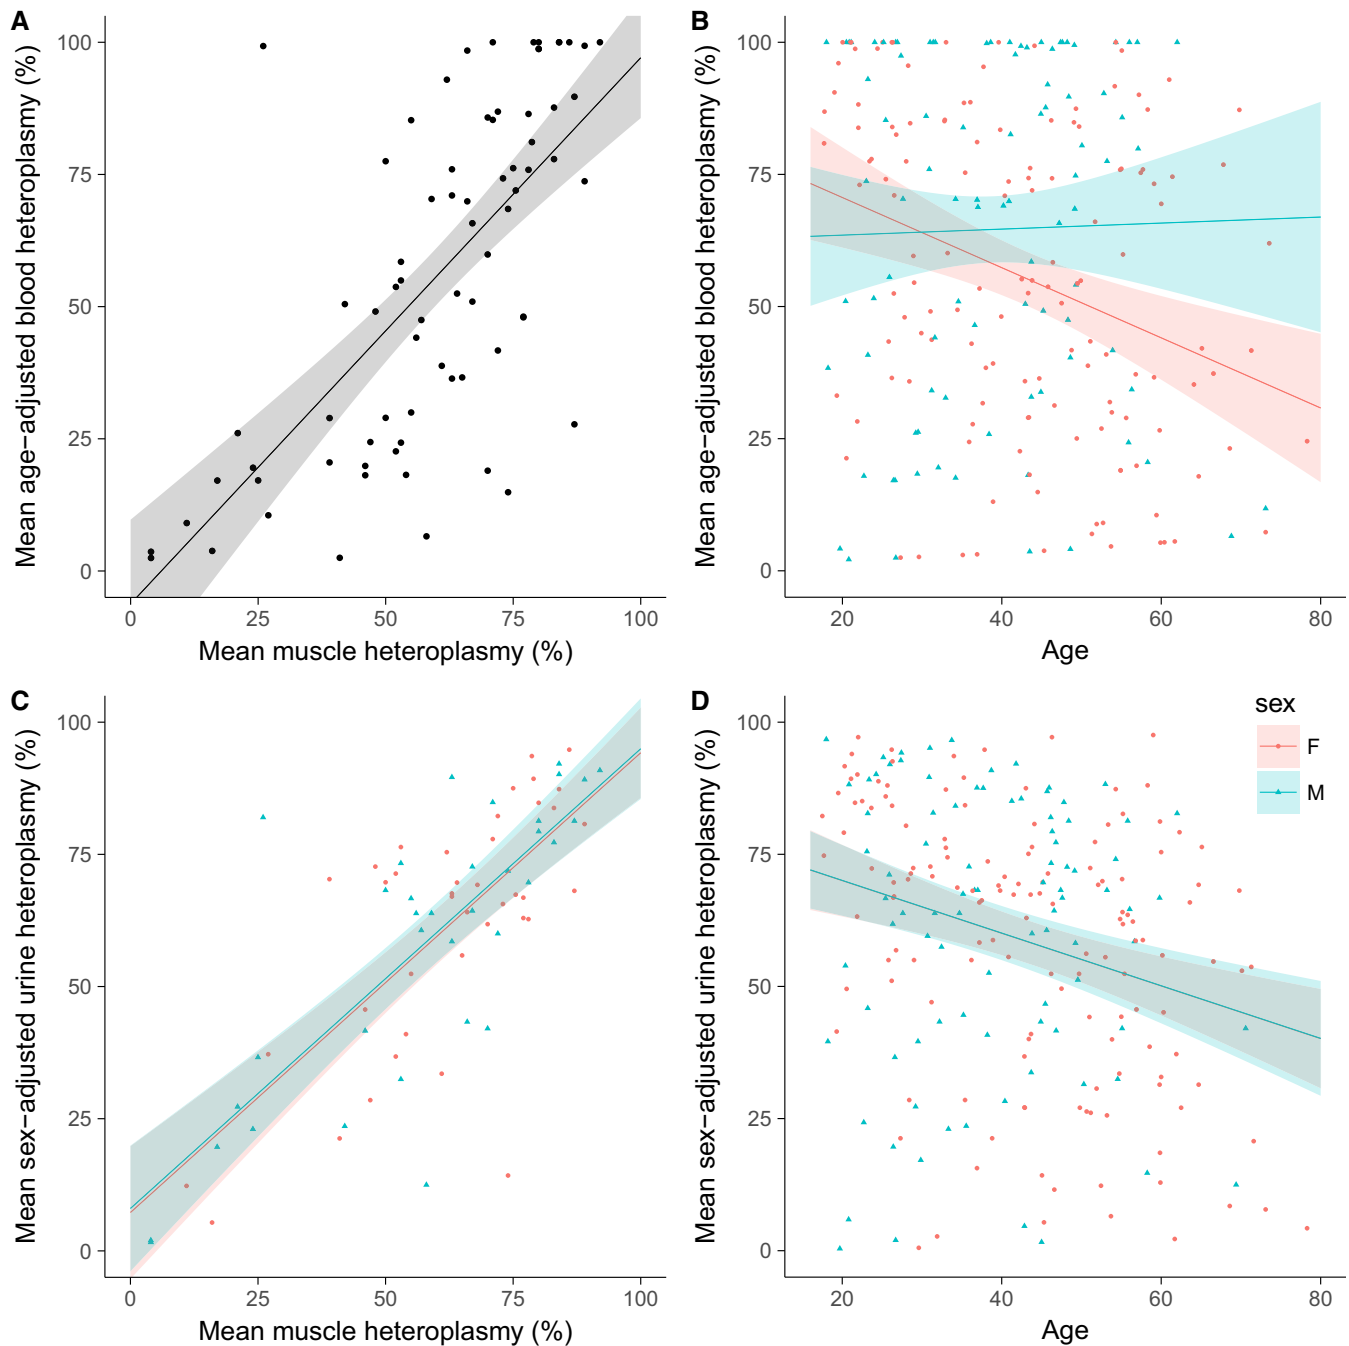 A
Mean age−adjusted blood heteroplasmy (%)
100
75
50
25
0
0 25 50 75 100
Mean muscle heteroplasmy (%)
B
Mean age−adjusted blood heteroplasmy (%)
100
75
50
25
0
20 40 60 80
Age
C
Mean sex−adjusted urine heteroplasmy (%)
100
75
50
25
0
0 25 50 75 100
Mean muscle heteroplasmy (%)
D
Mean sex−adjusted urine heteroplasmy (%)
100
75
50
25
0
20 40 60 80
Age
sex
F
M